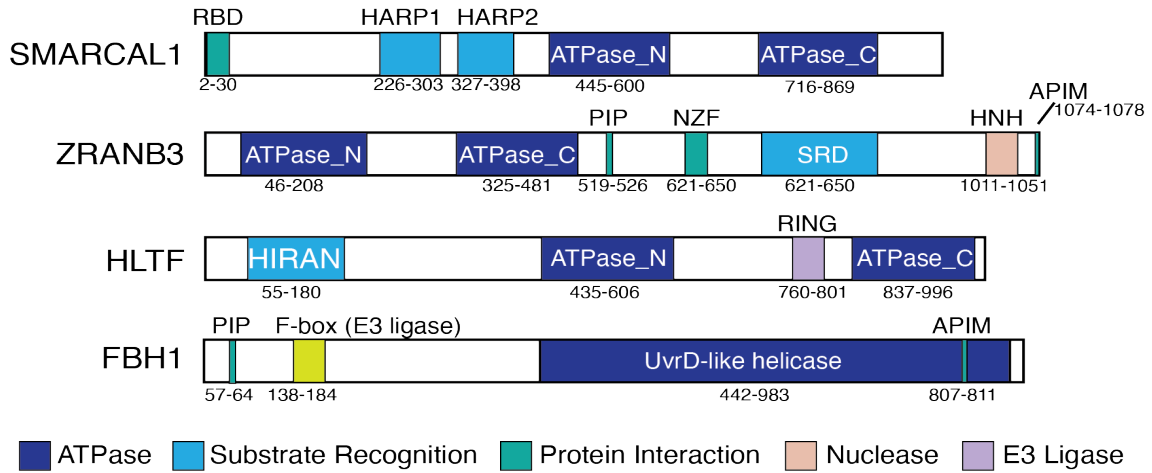 RBD HARP1 HARP2
SMARCAL1 ATPase_N ATPase_C
2-30 226-303 327-398 445-600 716-869
APIM
1074-1078
PIP NZF HNH
ZRANB3 ATPase_N ATPase_C SRD
46-208 325-481 519-526 621-650 621-650 1011-1051
RING
HLTF HIRAN ATPase_N ATPase_C
55-180 435-606 760-801 837-996
PIP F-box (E3 ligase) APIM
FBH1 UvrD-like helicase
57-64 138-184 442-983 807-811
ATPase Substrate Recognition Protein Interaction Nuclease E3 Ligase